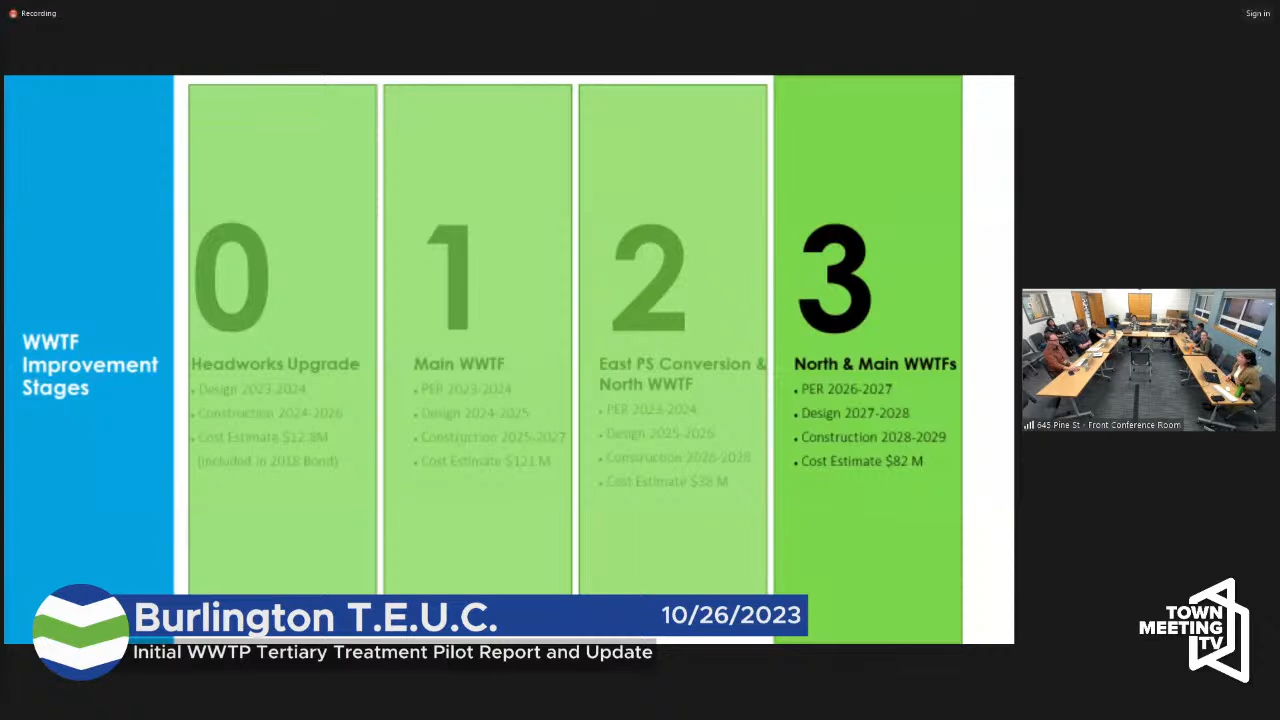 Recording
Sign in
WWTF
Improvement
Stages
0
Headworks Upgrade
• Design 2023-2024
• Construction 2024-2026
• Cost Estimate $12.8M
(included in 2018 Bond)
1
Main WWTF
• PER 2023-2024
• Design 2024-2025
• Construction 2025-2027
• Cost Estimate $121 M
2
East PS Conversion &
North WWTF
• PER 2023-2024
• Design 2025-2026
• Construction 2026-2028
• Cost Estimate $38 M
3
North & Main WWTFs
• PER 2026-2027
• Design 2027-2028
• Construction 2028-2029
• Cost Estimate $82 M
645 Pine St - Front Conference Room
Burlington T.E.U.C.
10/26/2023
Initial WWTP Tertiary Treatment Pilot Report and Update
TOWN
MEETING
TV